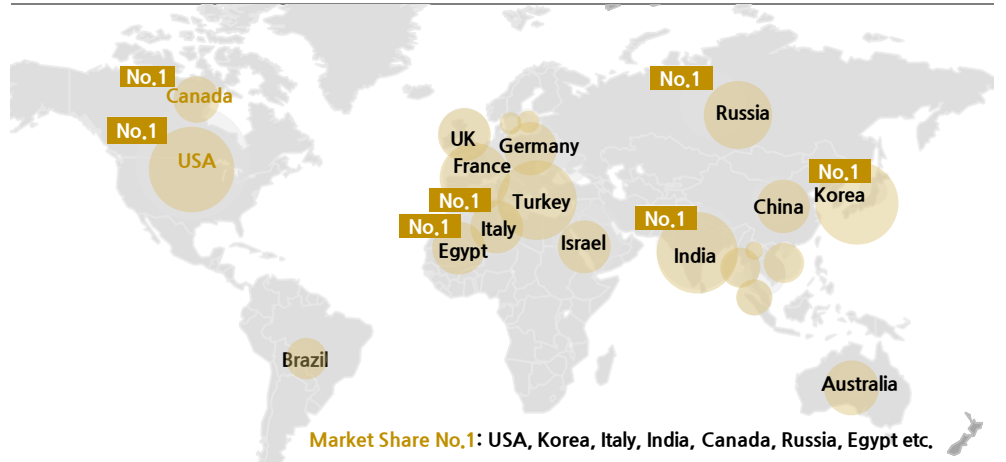 No.1
Canada
No.1
USA
No.1
Russia
UK
Germany
France
No.1
Korea
No.1
Turkey
China
No.1
Italy
No.1
Egypt
Israel
India
Brazil
Australia
Market Share No.1: USA, Korea, Italy, India, Canada, Russia, Egypt etc.